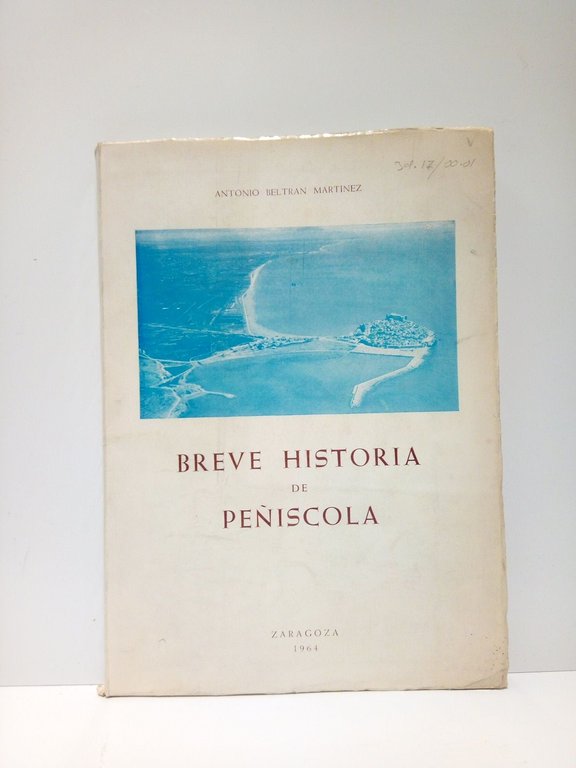 ANTONIO BELTRAN MARTINEZ
BREVE HISTORIA
DE
PEÑISCOLA
ZARAGOZA
1964